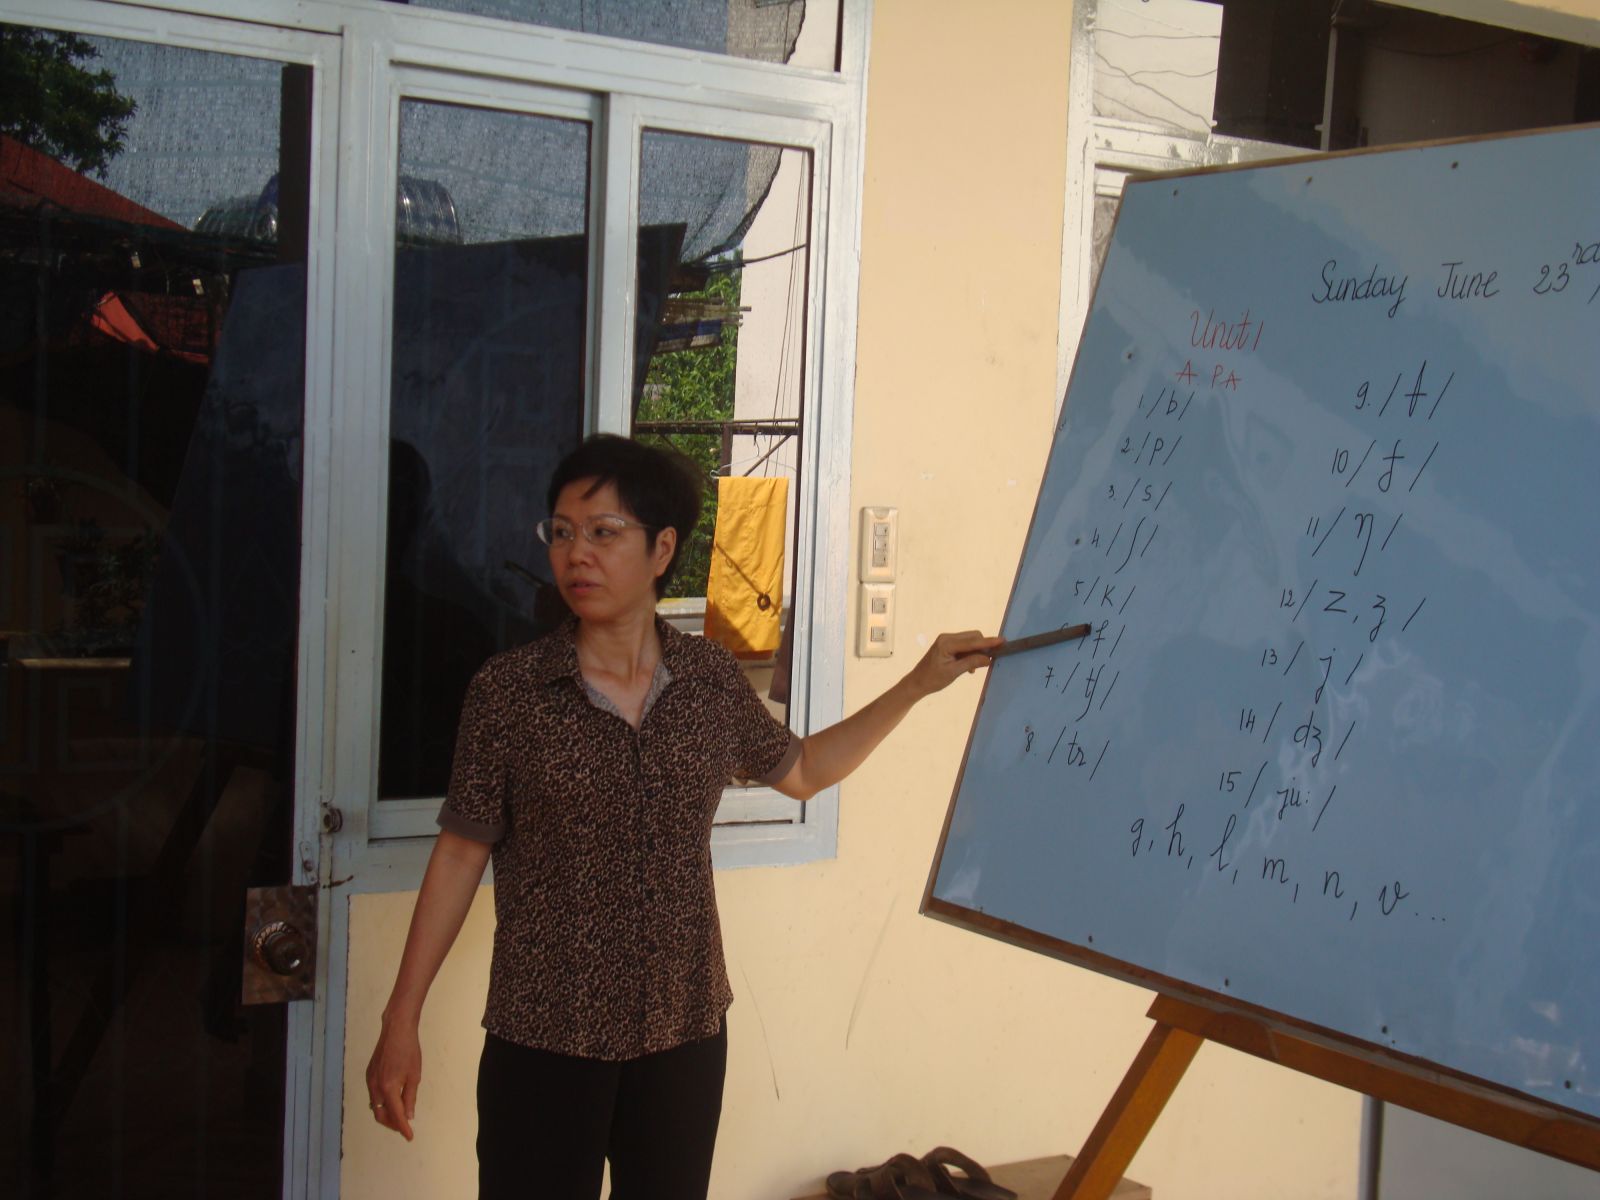 Sunday June 23rd
Unit 1
A. PA
1. /b/
2. /p/
3. /s/
4. /ʃ/
5 /k/
/f/
7. /tʃ/
8. /tr/
9. /t/
10 /f/
11 /ŋ/
12 /z, ʒ/
13 /j/
14 /dʒ/
15 /ju:/
g, h, l, m, n, v...